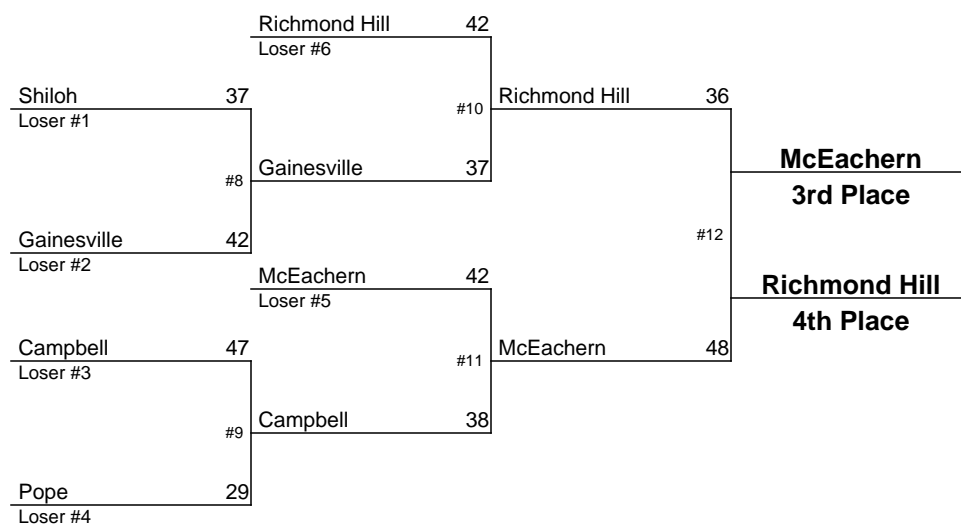 Richmond Hill 42
Loser #6
Shiloh 37
Loser #1
#10
Richmond Hill 36
McEachern
3rd Place
#8
Gainesville 37
Gainesville 42
Loser #2
#12
McEachern 42
Loser #5
Richmond Hill
4th Place
Campbell 47
Loser #3
#11
McEachern 48
#9
Campbell 38
Pope 29
Loser #4